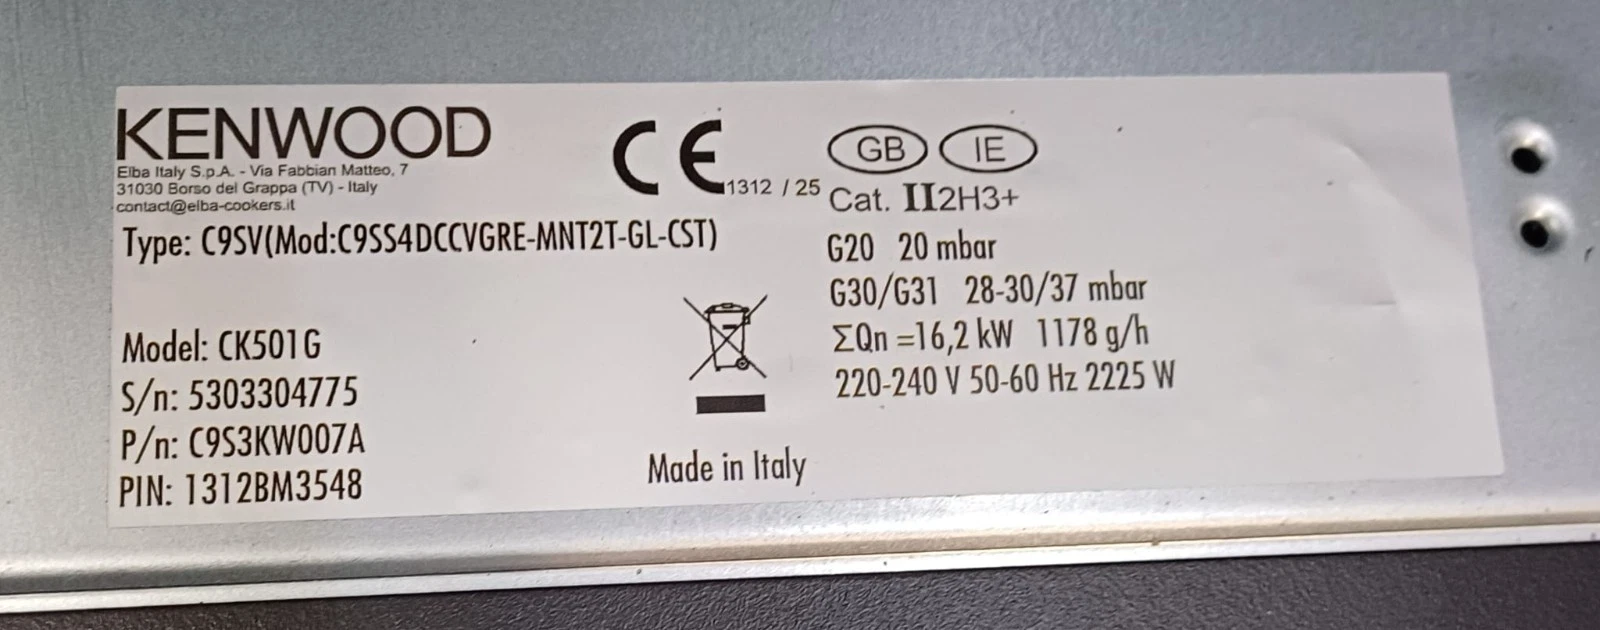 KENWOOD
Elba Italy S.p.A. - Via Fabbian Matteo, 7
31030 Borso del Grappa (TV) - Italy
contact@elba-cookers.it
Type: C9SV(Mod:C9SS4DCCVGRE-MNT2T-GL-CST)
Model: CK501G
S/n: 5303304775
P/n: C9S3KW007A
PIN: 1312BM3548
CE 1312 / 25
Made in Italy
GB IE
Cat. II2H3+
G20 20 mbar
G30/G31 28-30/37 mbar
ΣQn =16,2 kW 1178 g/h
220-240 V 50-60 Hz 2225 W